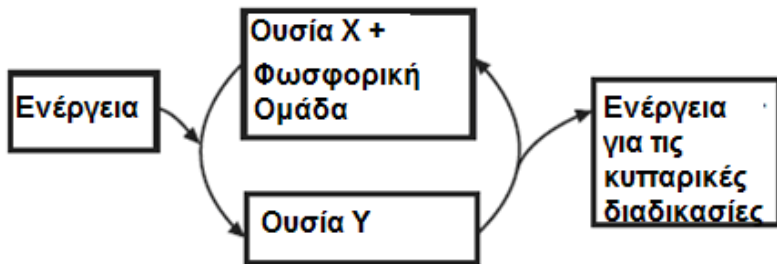 Ενέργεια
Ουσία Χ +
Φωσφορική
Ομάδα
Ουσία Υ
Ενέργεια
για τις
κυτταρικές
διαδικασίες